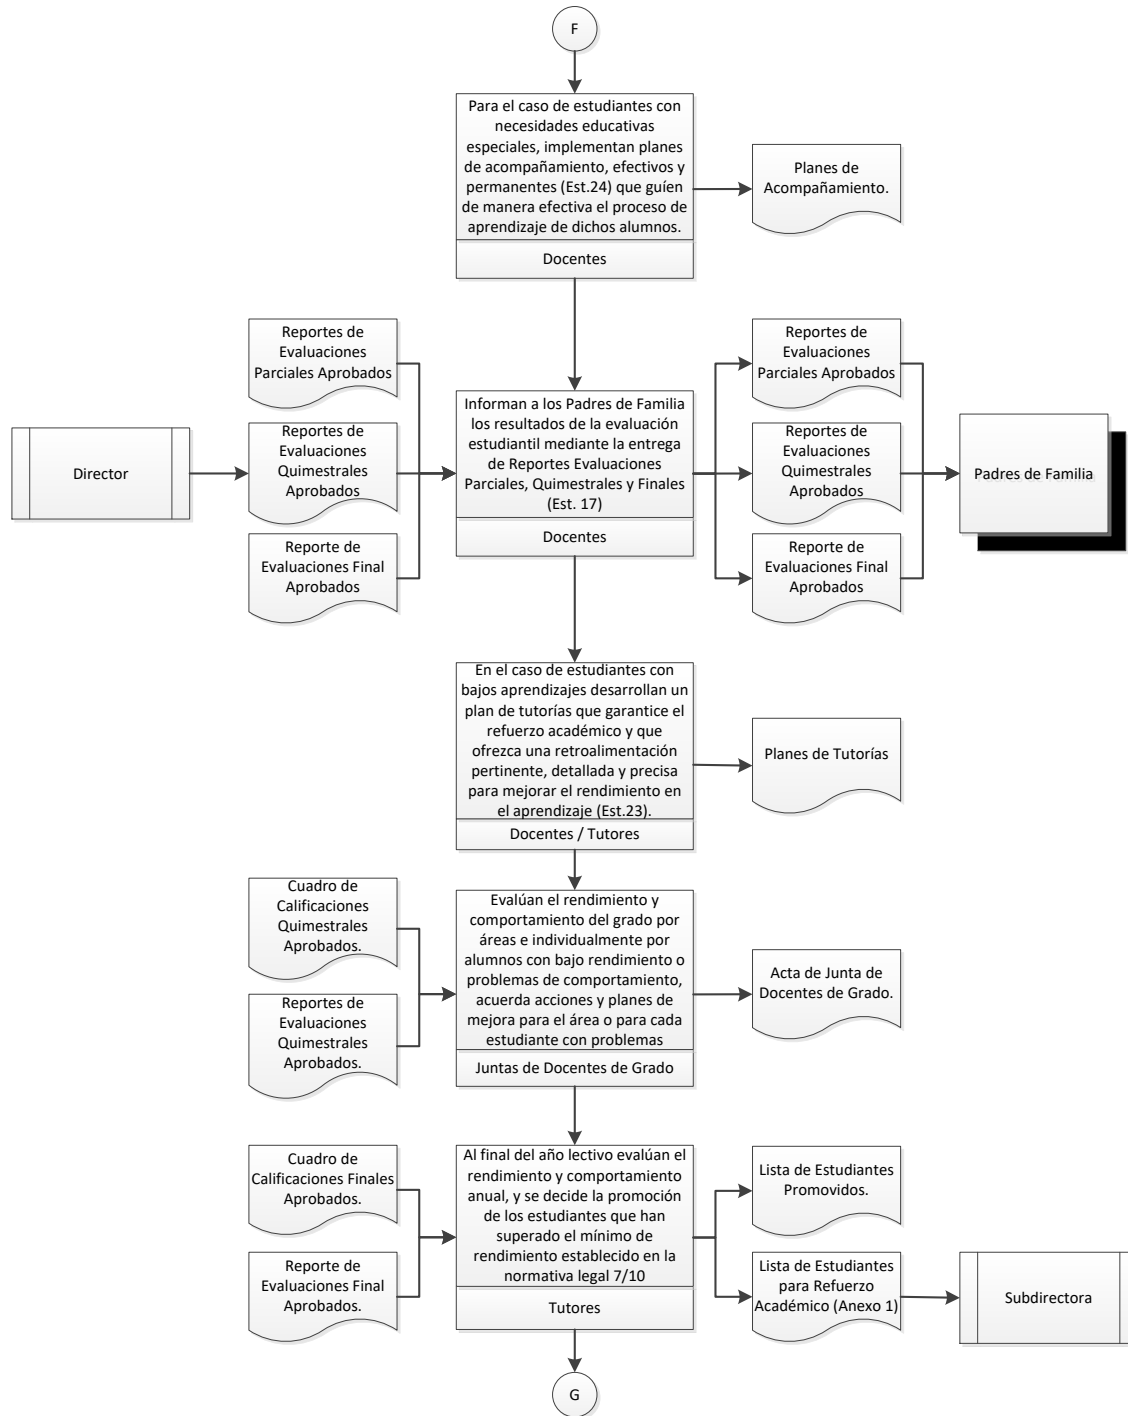 F
Para el caso de estudiantes con
necesidades educativas
especiales, implementan planes
de acompañamiento, efectivos y
permanentes (Est.24) que guíen
de manera efectiva el proceso de
aprendizaje de dichos alumnos.
Docentes
Planes de
Acompañamiento.
Director
Reportes de
Evaluaciones
Parciales Aprobados
Reportes de
Evaluaciones
Quimestrales
Aprobados
Reporte de
Evaluaciones Final
Aprobados
Informan a los Padres de Familia
los resultados de la evaluación
estudiantil mediante la entrega
de Reportes Evaluaciones
Parciales, Quimestrales y Finales
(Est. 17)
Docentes
Reportes de
Evaluaciones
Parciales Aprobados
Reportes de
Evaluaciones
Quimestrales
Aprobados
Reporte de
Evaluaciones Final
Aprobados
Padres de Familia
En el caso de estudiantes con
bajos aprendizajes desarrollan un
plan de tutorías que garantice el
refuerzo académico y que
ofrezca una retroalimentación
pertinente, detallada y precisa
para mejorar el rendimiento en
el aprendizaje (Est.23).
Docentes / Tutores
Planes de Tutorías
Cuadro de
Calificaciones
Quimestrales
Aprobados.
Reportes de
Evaluaciones
Quimestrales
Aprobados.
Evalúan el rendimiento y
comportamiento del grado por
áreas e individualmente por
alumnos con bajo rendimiento o
problemas de comportamiento,
acuerda acciones y planes de
mejora para el área o para cada
estudiante con problemas
Juntas de Docentes de Grado
Acta de Junta de
Docentes de Grado.
Cuadro de
Calificaciones Finales
Aprobados.
Reporte de
Evaluaciones Final
Aprobados.
Al final del año lectivo evalúan el
rendimiento y comportamiento
anual, y se decide la promoción
de los estudiantes que han
superado el mínimo de
rendimiento establecido en la
normativa legal 7/10
Tutores
Lista de Estudiantes
Promovidos.
Lista de Estudiantes
para Refuerzo
Académico (Anexo 1)
Subdirectora
G